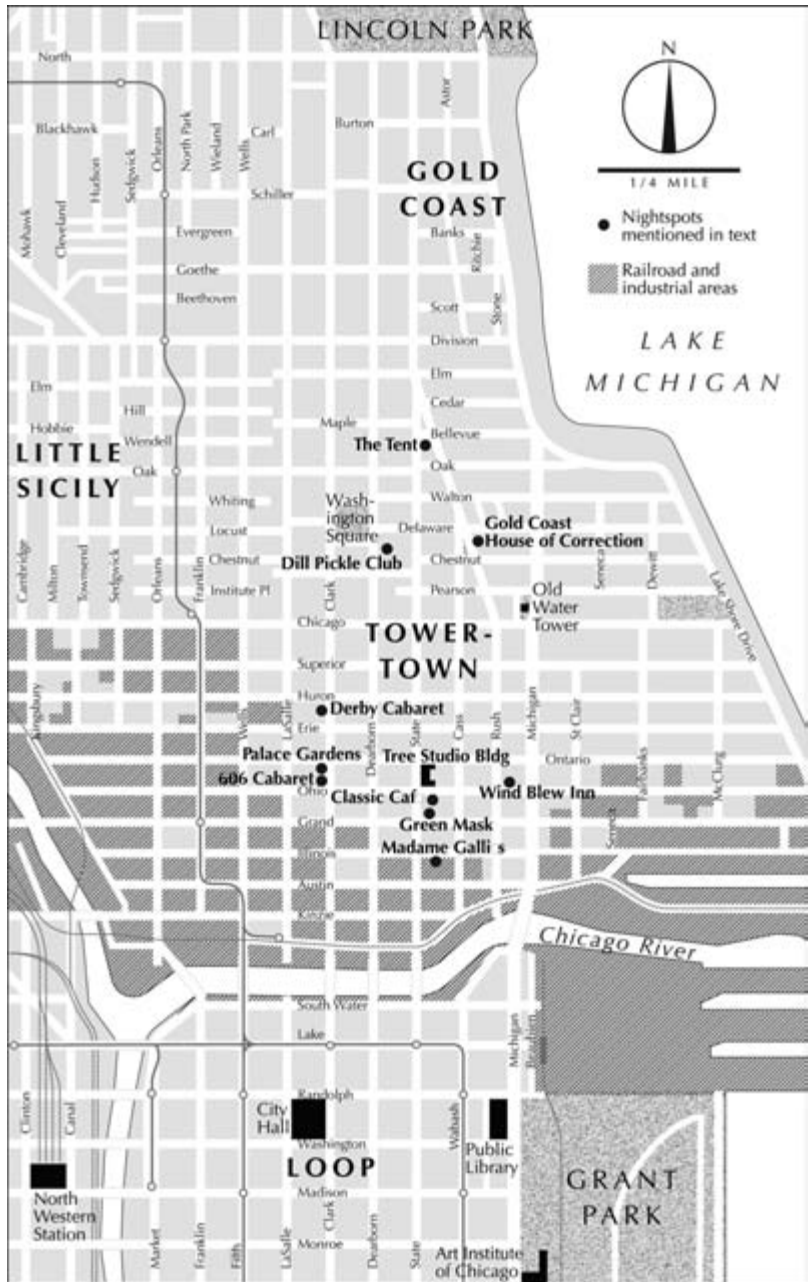 LINCOLN PARK
North
Astor
N
Burton
Blackhawk
Carl
Mohawk
Cleveland
Hudson
Sedgwick
Orleans
North Park
Wieland
Wells
1/4 MILE
GOLD
COAST
Schiller
Nightspots
mentioned in text
Evergreen
Banks
Ritchie
Goethe
Railroad and
industrial areas
Beethoven
Scott
Stone
Division
LAKE
MICHIGAN
Elm
Elm
Hill
Cedar
Hobbie
Maple
Wendell
Bellevue
The Tent
LITTLE
SICILY
Oak
Oak
Whiting
Walton
Wash-
ington
Square
Locust
Delaware
Gold Coast
House of Correction
Chestnut
Dill Pickle Club
Chestnut
Cambridge
Milton
Townsend
Sedgwick
Orleans
Franklin
Institute Pl
Clark
Pearson
Seneca
Dewitt
Old
Water
Tower
Lake Shore Drive
Chicago
TOWER-
TOWN
Superior
Huron
Derby Cabaret
Kingsbury
Wells
LaSalle
Erie
Dearborn
State
Cass
Rush
Michigan
St Clair
Palace Gardens
Tree Studio Bldg
Ontario
606 Cabaret
Ohio
Wind Blew Inn
Fairbanks
McClurg
Classic Caf
Grand
Green Mask
Seneca
Illinois
Madame Galli s
Austin
Kinzie
Chicago River
South Water
Lake
Michigan
Beaubien
Clinton
Canal
Randolph
City
Hall
Wabash
Washington
Public
Library
LOOP
GRANT
PARK
North
Western
Station
Madison
Market
Franklin
Fifth
LaSalle
Clark
Dearborn
State
Monroe
Art Institute
of Chicago